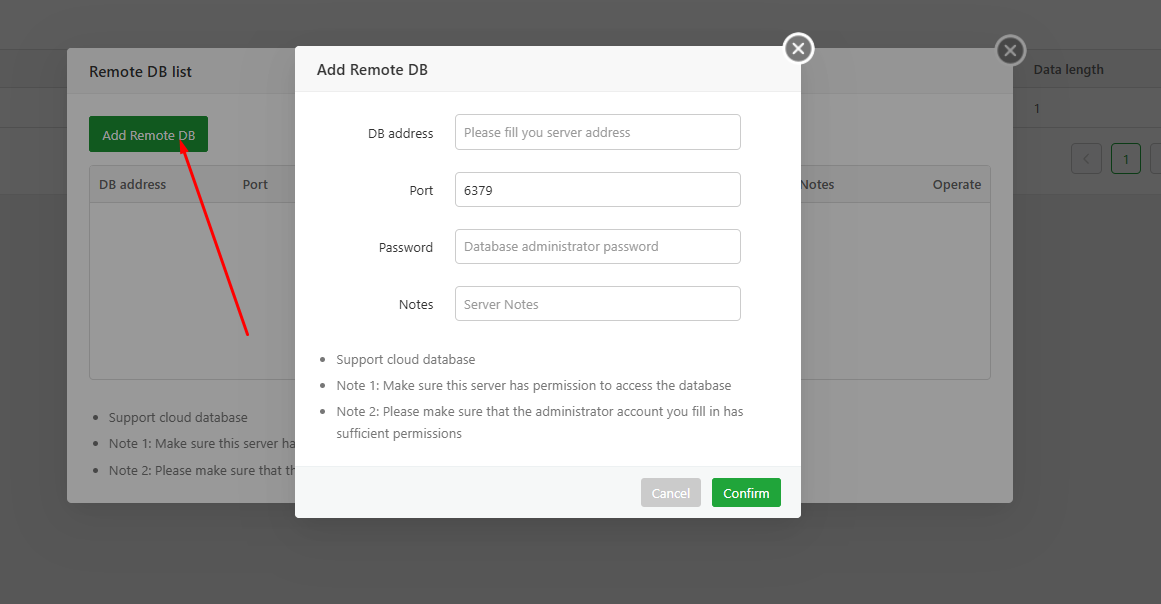 Remote DB list
Add Remote DB
DB address
Port
Notes
Operate
Support cloud database
Note 1: Make sure this server ha
Note 2: Please make sure that th
Add Remote DB
DB address
Please fill you server address
Port
6379
Password
Database administrator password
Notes
Server Notes
Support cloud database
Note 1: Make sure this server has permission to access the database
Note 2: Please make sure that the administrator account you fill in has
sufficient permissions
Cancel
Confirm
Data length
1
1